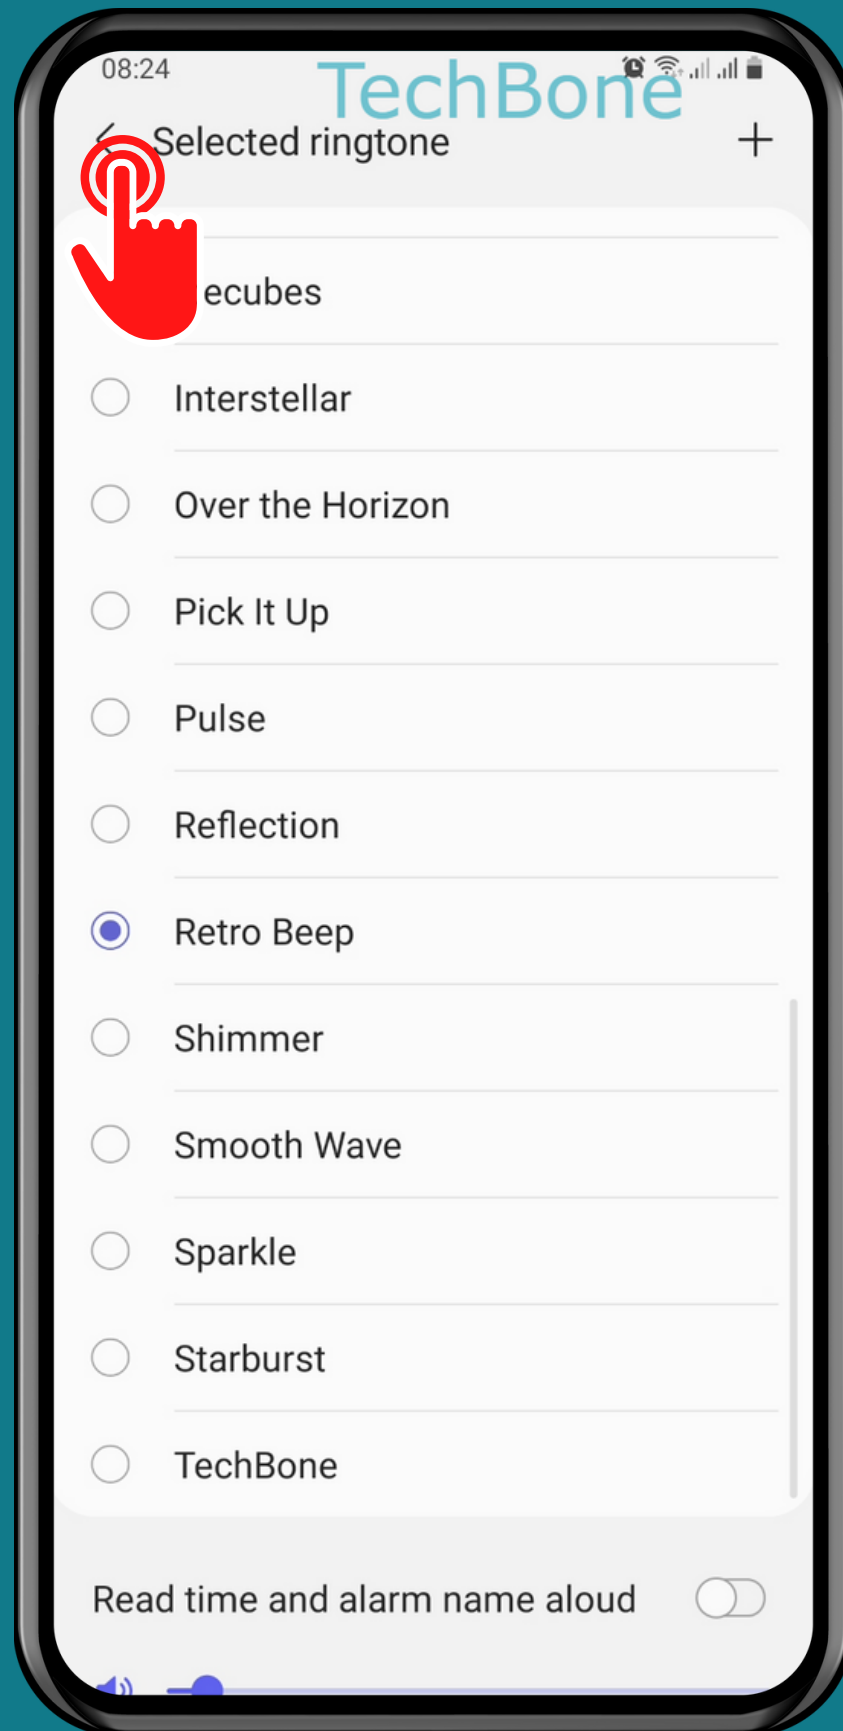 08:24
TechBone
Selected ringtone
ecubes
Interstellar
Over the Horizon
Pick It Up
Pulse
Reflection
Retro Beep
Shimmer
Smooth Wave
Sparkle
Starburst
TechBone
Read time and alarm name aloud